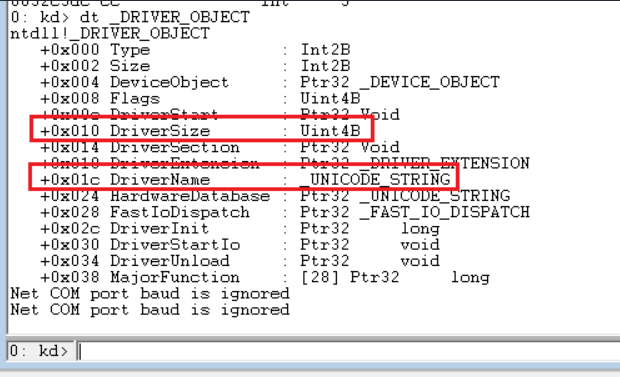 0: kd> dt _DRIVER_OBJECT
ntdll!_DRIVER_OBJECT
+0x000 Type : Int2B
+0x002 Size : Int2B
+0x004 DeviceObject : Ptr32 _DEVICE_OBJECT
+0x008 Flags : Uint4B
+0x00c DriverStart : Ptr32 Void
+0x010 DriverSize : Uint4B
+0x014 DriverSection : Ptr32 Void
+0x018 DriverExtension : Ptr32 _DRIVER_EXTENSION
+0x01c DriverName : _UNICODE_STRING
+0x024 HardwareDatabase : Ptr32 _UNICODE_STRING
+0x028 FastIoDispatch : Ptr32 _FAST_IO_DISPATCH
+0x02c DriverInit : Ptr32 long
+0x030 DriverStartIo : Ptr32 void
+0x034 DriverUnload : Ptr32 void
+0x038 MajorFunction : [28] Ptr32 long
Net COM port baud is ignored
Net COM port baud is ignored
0: kd>